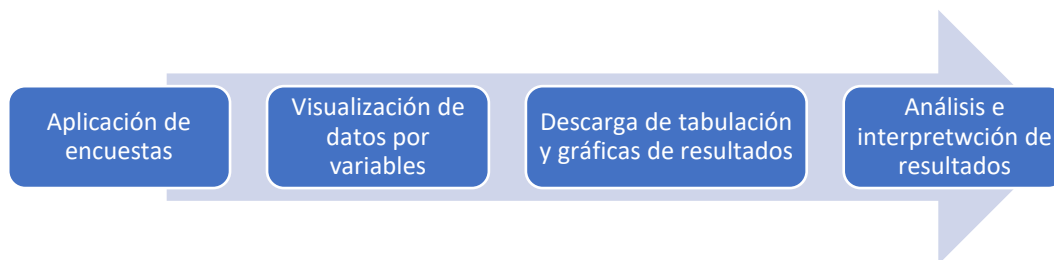 Aplicación de
encuestas
Visualización de
datos por
variables
Descarga de tabulación
y gráficas de resultados
Análisis e
interpretwción de
resultados